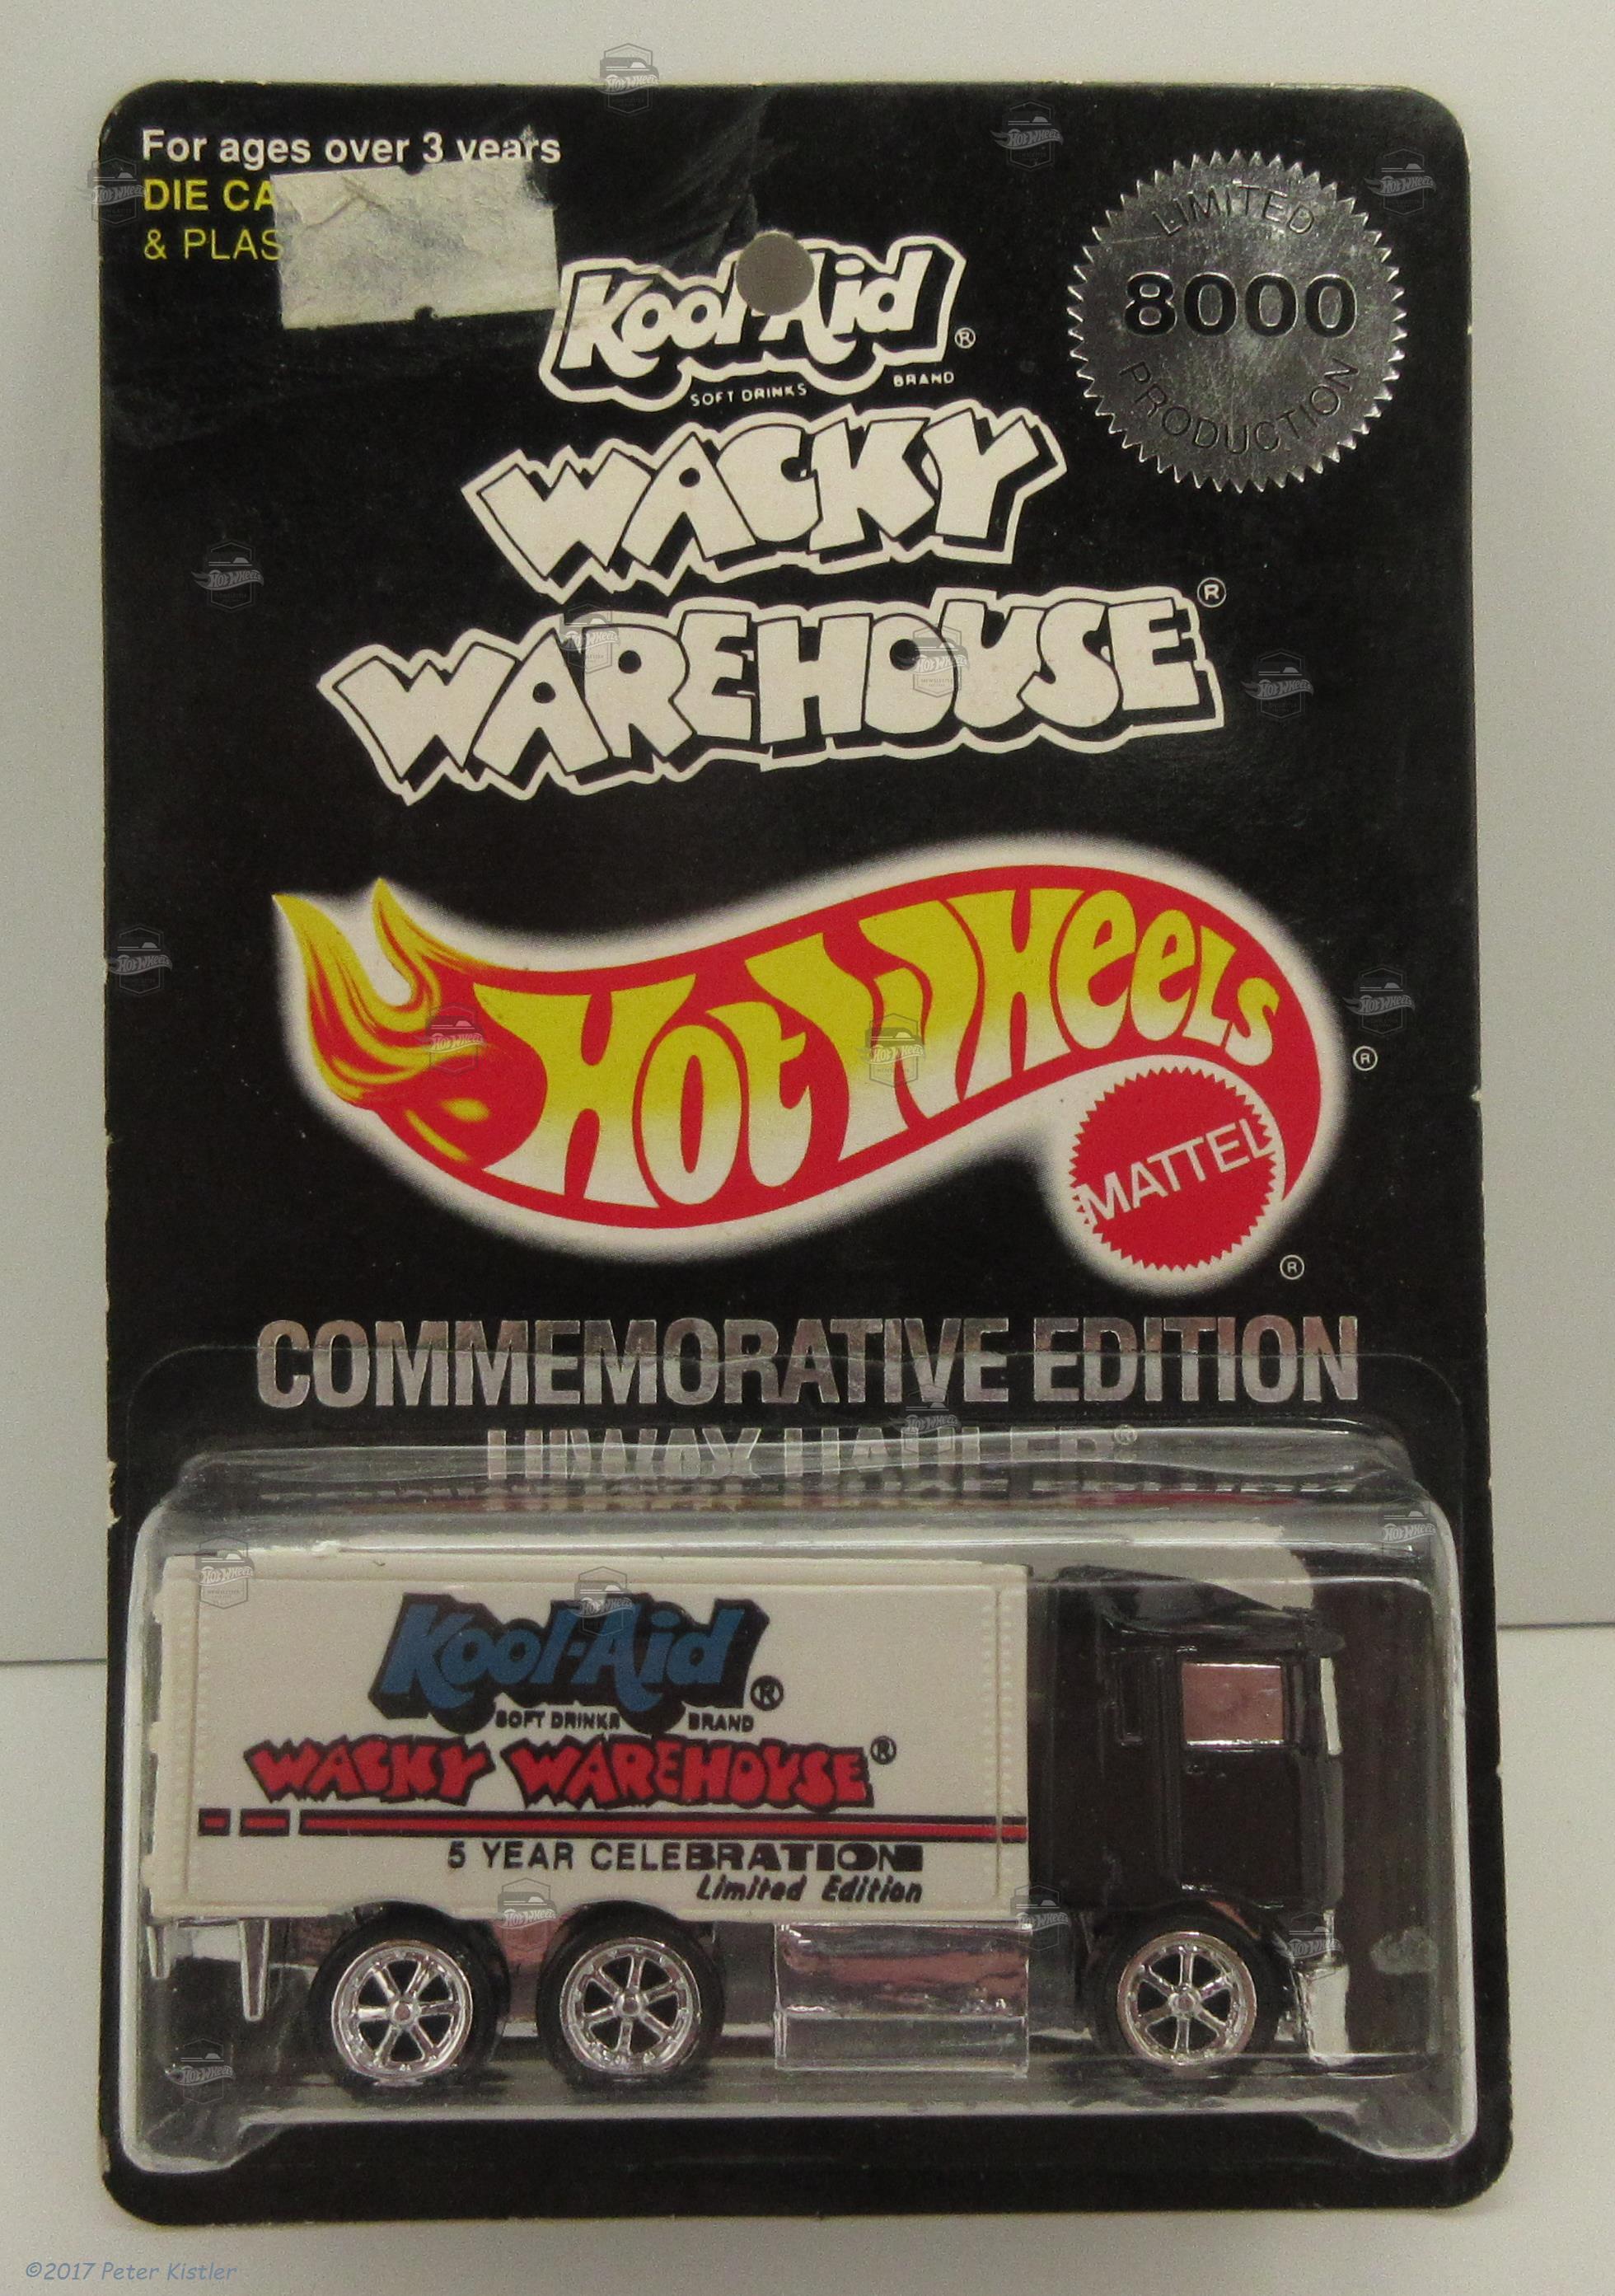 For ages over 3 years
DIE CA
& PLAS
LIMITED
8000
PRODUCTION
Kool-Aid ®
SOFT DRINKS BRAND
WACKY
WAREHOUSE ®
Hot Wheels ®
MATTEL ®
COMMEMORATIVE EDITION
HIWAY HAULER®
Kool-Aid ®
SOFT DRINKS BRAND
WACKY WAREHOUSE ®
5 YEAR CELEBRATION
Limited Edition
©2017 Peter Kistler